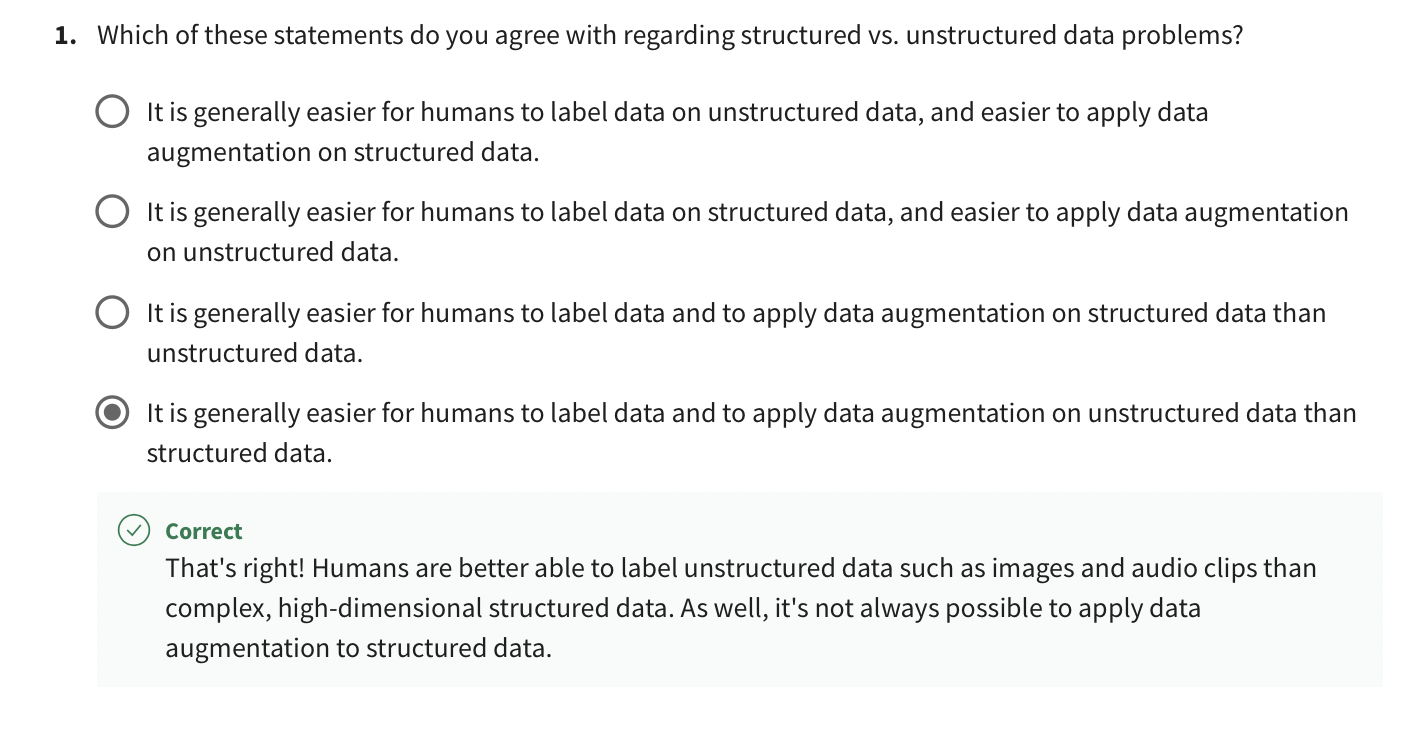 1. Which of these statements do you agree with regarding structured vs. unstructured data problems?
It is generally easier for humans to label data on unstructured data, and easier to apply data
augmentation on structured data.
It is generally easier for humans to label data on structured data, and easier to apply data augmentation
on unstructured data.
It is generally easier for humans to label data and to apply data augmentation on structured data than
unstructured data.
It is generally easier for humans to label data and to apply data augmentation on unstructured data than
structured data.
Correct
That's right! Humans are better able to label unstructured data such as images and audio clips than
complex, high-dimensional structured data. As well, it's not always possible to apply data
augmentation to structured data.